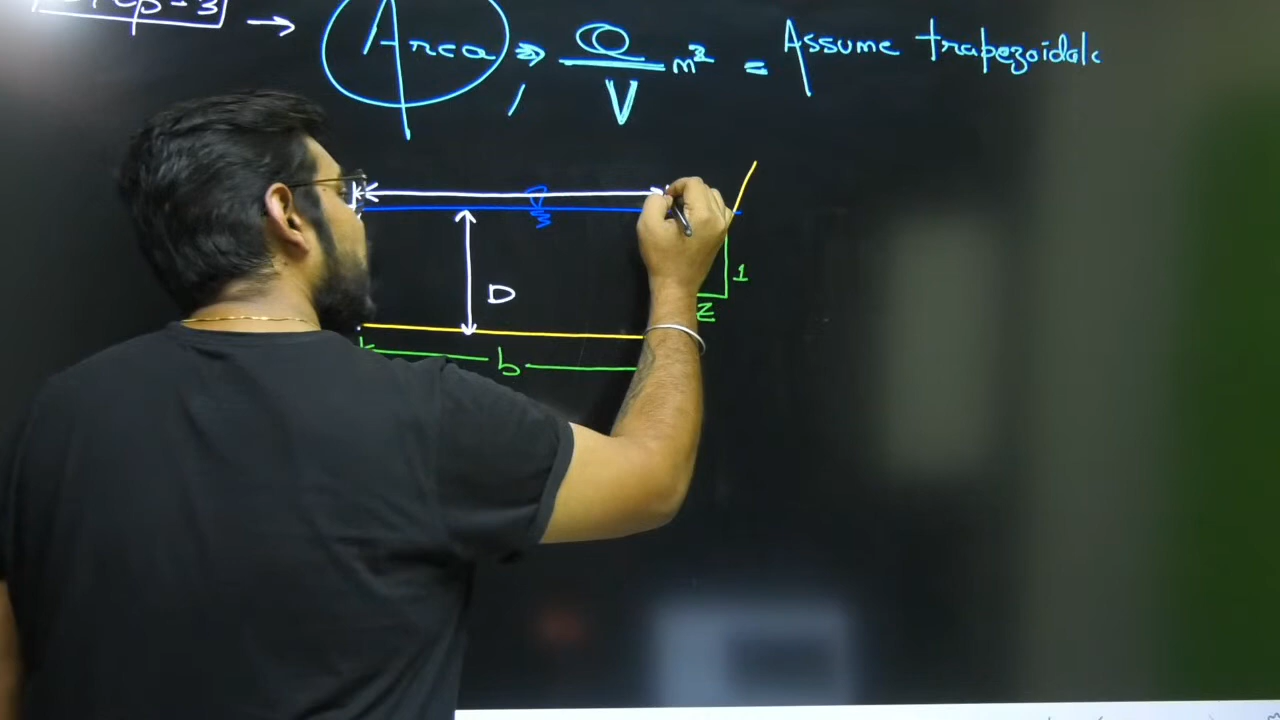 Step-3 → Area, ⇒ Q/V m² = Assume trapezoidal
D
1
z
b